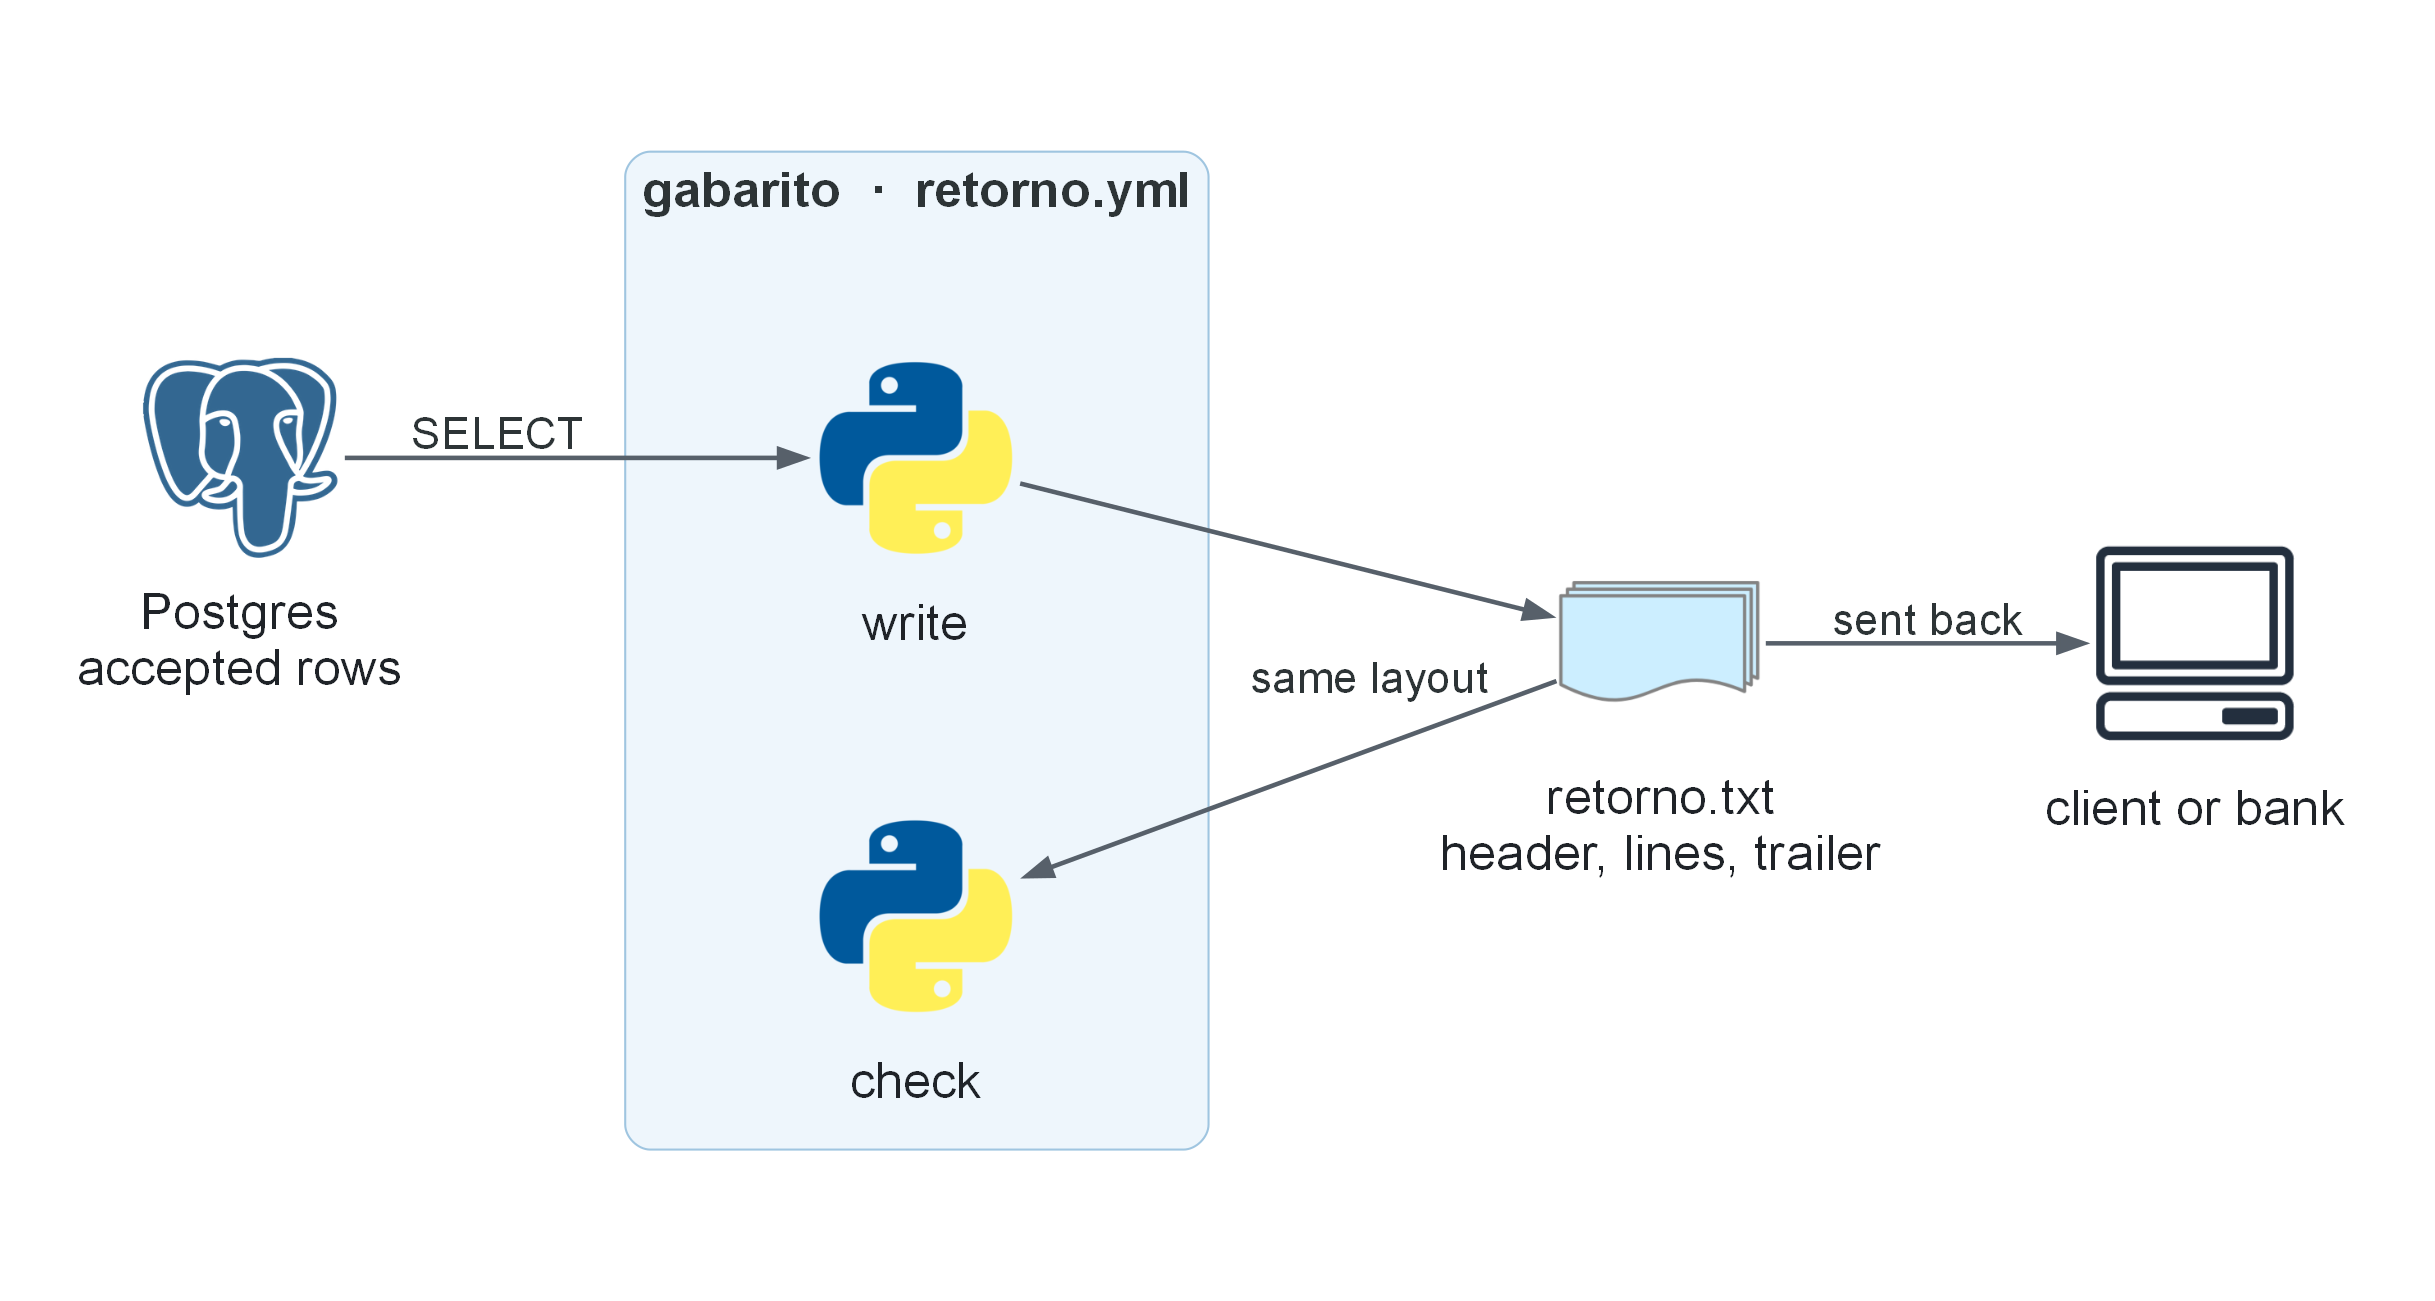 gabarito · retorno.yml
SELECT
Postgres
accepted rows
write
same layout
sent back
retorno.txt
header, lines, trailer
client or bank
check